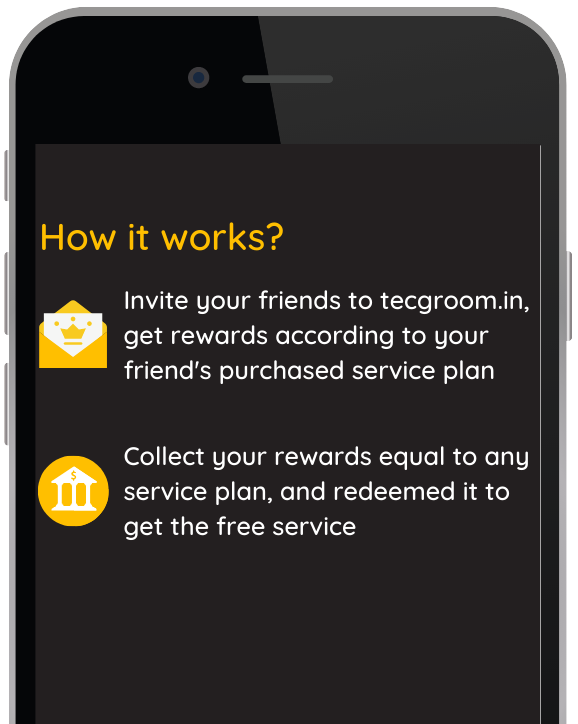 How it works?
Invite your friends to tecgroom.in,
get rewards according to your
friend's purchased service plan
$
Collect your rewards equal to any
service plan, and redeemed it to
get the free service